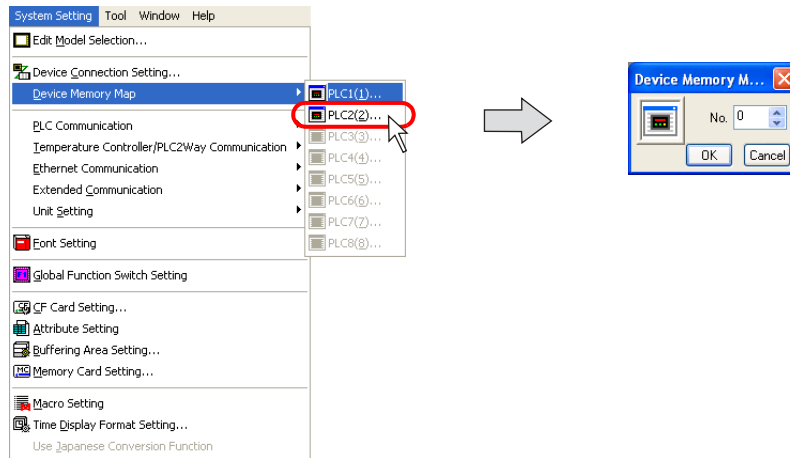 System Setting Tool Window Help
Edit Model Selection...
Device Connection Setting...
Device Memory Map
PLC Communication
Temperature Controller/PLC2Way Communication
Ethernet Communication
Extended Communication
Unit Setting
Font Setting
Global Function Switch Setting
CF Card Setting...
Attribute Setting
Buffering Area Setting...
Memory Card Setting...
Macro Setting
Time Display Format Setting...
Use Japanese Conversion Function
PLC1(1)...
PLC2(2)...
PLC3(3)...
PLC4(4)...
PLC5(5)...
PLC6(6)...
PLC7(7)...
PLC8(8)...
Device Memory M...
No. 0
OK Cancel